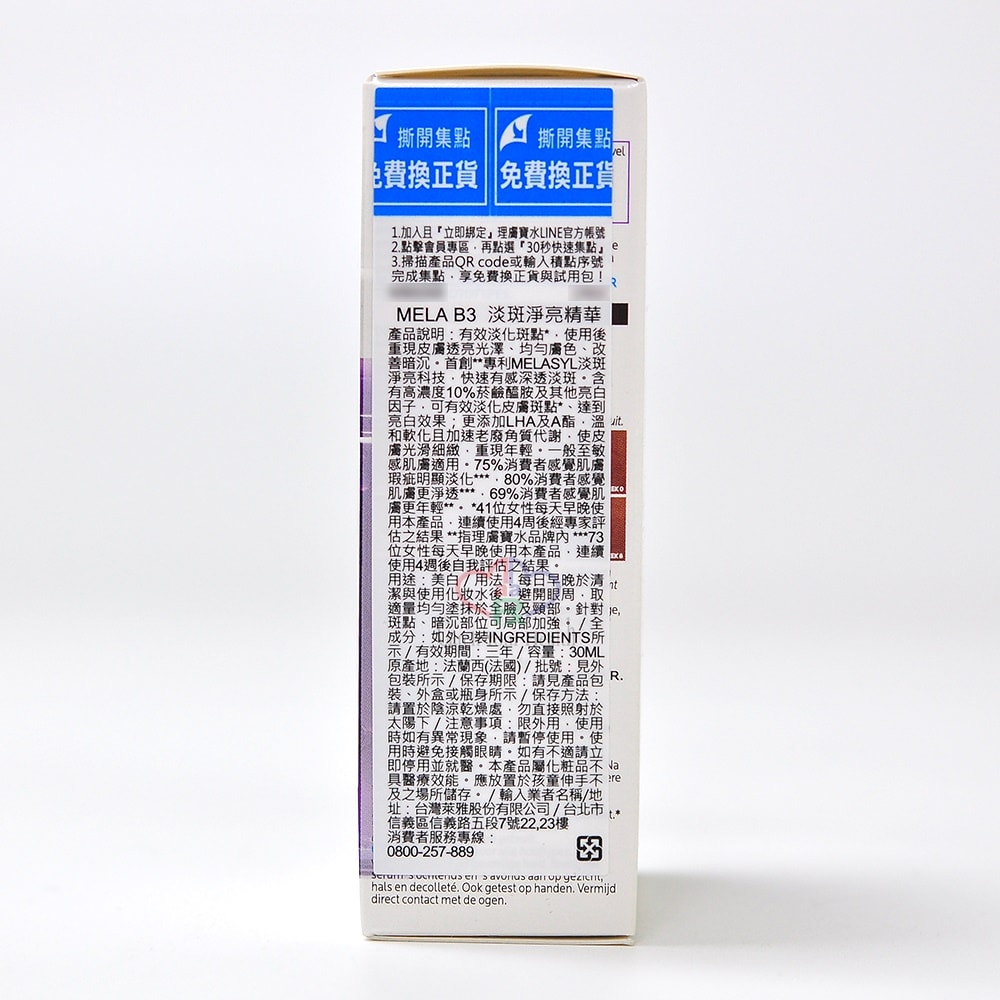 撕開集點 撕開集點
免費換正貨 免費換正貨
1.加入且『立即綁定』理膚寶水LINE官方帳號
2.點擊會員專區，再點選『30秒快速集點』
3.掃描產品QR code或輸入積點序號
完成集點，享免費換正貨與試用包！
MELA B3 淡斑淨亮精華
產品說明：有效淡化斑點*，使用後
重現皮膚透亮光澤、均勻膚色、改
善暗沉。首創**專利MELASYL淡斑
淨亮科技，快速有感深透淡斑。含
有高濃度10%菸鹼醯胺及其他亮白
因子，可有效淡化皮膚斑點*、達到
亮白效果；更添加LHA及A酯，溫
和軟化且加速老廢角質代謝，使皮
膚光滑細緻，重現年輕。一般至敏
感肌膚適用。75%消費者感覺肌膚
瑕疵明顯淡化***，80%消費者感覺
肌膚更淨透***，69%消費者感覺肌
膚更年輕**。 *41位女性每天早晚使
用本產品，連續使用4周後經專家評
估之結果 **指理膚寶水品牌內 ***73
位女性每天早晚使用本產品，連續
使用4週後自我評估之結果。
用途：美白 / 用法：每日早晚於清
潔與使用化妝水後，避開眼周，取
適量均勻塗抹於全臉及頸部。針對
斑點、暗沉部位可局部加強。/ 全
成分：如外包裝INGREDIENTS所
示 / 有效期間：三年 / 容量：30ML
原產地：法蘭西(法國) / 批號：見外
包裝所示 / 保存期限：請見產品包
裝、外盒或瓶身所示 / 保存方法：
請置於陰涼乾燥處，勿直接照射於
太陽下 / 注意事項：限外用，使用
時如有異常現象，請暫停使用。使
用時避免接觸眼睛。如有不適請立
即停用並就醫。本產品屬化粧品不
具醫療效能。應放置於孩童伸手不
及之場所儲存。 / 輸入業者名稱/地
址：台灣萊雅股份有限公司 / 台北市
信義區信義路五段7號22,23樓
消費者服務專線：
0800-257-889
hals en decolleté. Ook getest op handen. Vermijd
direct contact met de ogen.